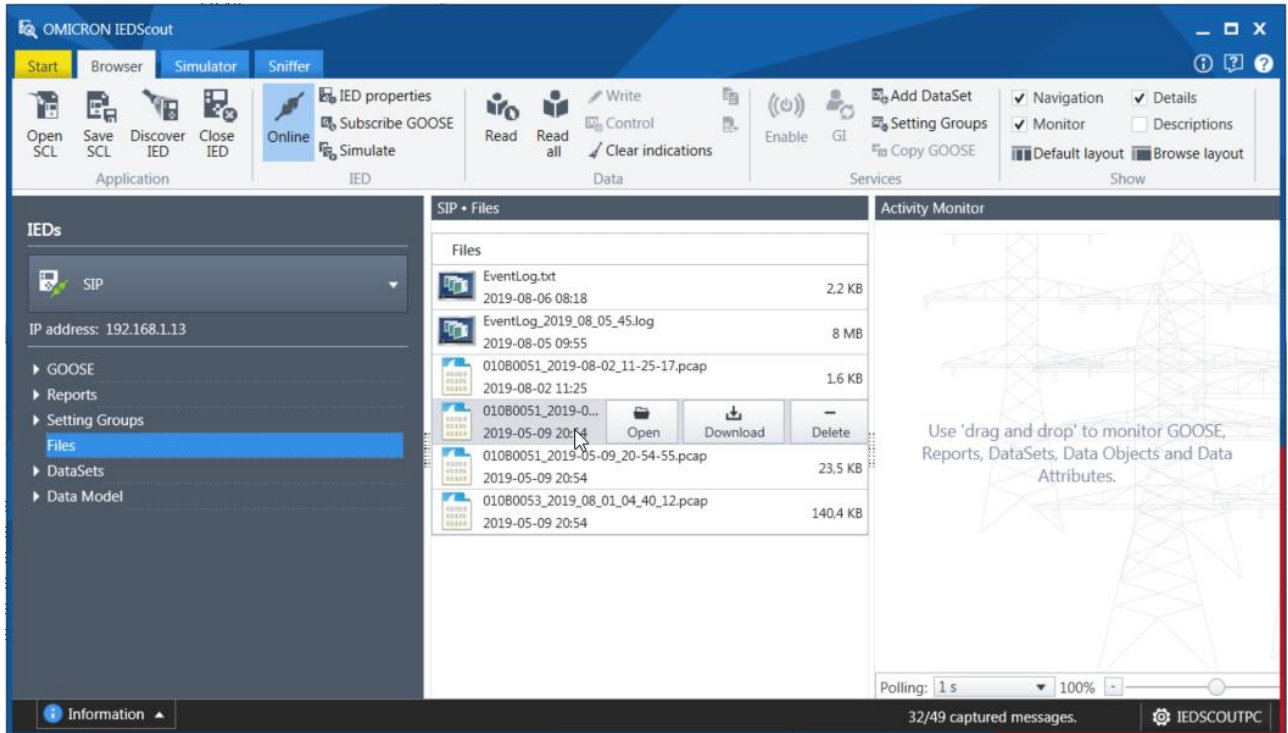 OMICRON IEDScout
Start Browser Simulator Sniffer
Open SCL
Save SCL
Discover IED
Close IED
Application
Online
IED properties
Subscribe GOOSE
Simulate
IED
Read
Read all
Write
Control
Clear indications
Data
Enable
GI
Add DataSet
Setting Groups
Copy GOOSE
Services
Navigation
Details
Monitor
Descriptions
Default layout
Browse layout
Show
IEDs
SIP
IP address: 192.168.1.13
GOOSE
Reports
Setting Groups
Files
DataSets
Data Model
SIP • Files
Files
EventLog.txt
2019-08-06 08:18
2,2 KB
EventLog_2019_08_05_45.log
2019-08-05 09:55
8 MB
010B0051_2019-08-02_11-25-17.pcap
2019-08-02 11:25
1,6 KB
010B0051_2019-0...
2019-05-09 20:54
Open
Download
Delete
010B0051_2019-05-09_20-54-55.pcap
2019-05-09 20:54
23,5 KB
010B0053_2019_08_01_04_40_12.pcap
2019-05-09 20:54
140,4 KB
Activity Monitor
Use 'drag and drop' to monitor GOOSE,
Reports, DataSets, Data Objects and Data
Attributes.
Polling: 1 s 100% -
Information
32/49 captured messages.
IEDSCOUTPC